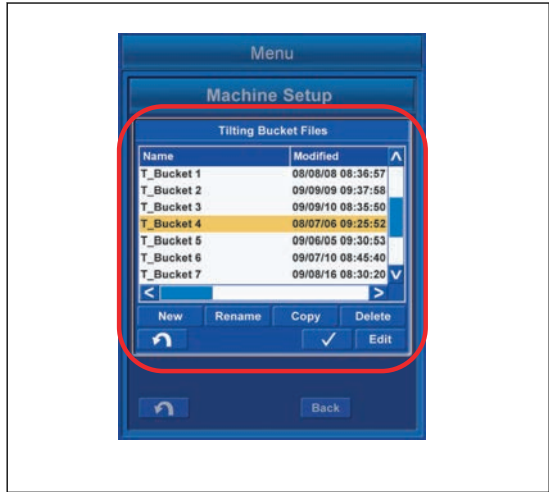 Menu
Machine Setup
Tilting Bucket Files
Name Modified
T_Bucket 1 08/08/08 08:36:57
T_Bucket 2 09/09/09 09:37:58
T_Bucket 3 09/09/10 08:35:50
T_Bucket 4 08/07/06 09:25:52
T_Bucket 5 09/06/05 09:30:53
T_Bucket 6 09/07/10 08:45:40
T_Bucket 7 09/08/16 08:30:20
New Rename Copy Delete
Edit
Back